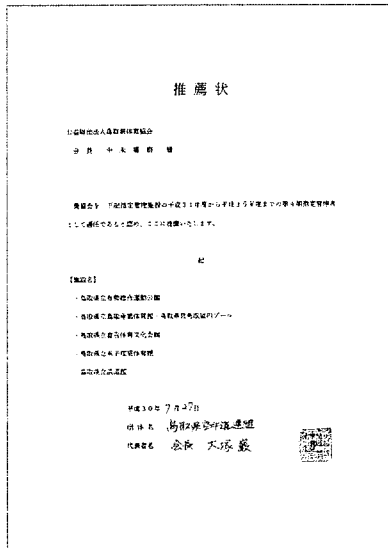 推薦状
公益財団法人鳥取県体育協会
会長 中永廣樹 様
貴協会を、下記指定管理施設の平成31年度から平成35年度までの第4期指定管理者
として適任であると認め、ここに推薦いたします。
記
【施設名】
・鳥取県立布勢総合運動公園
・鳥取県立鳥取産業体育館・鳥取県営鳥取屋内プール
・鳥取県立倉吉体育文化会館
・鳥取県立米子産業体育館
・鳥取県立武道館
平成30年7月27日
団体名 鳥取県空手道連盟
代表者名 会長 大塚巖